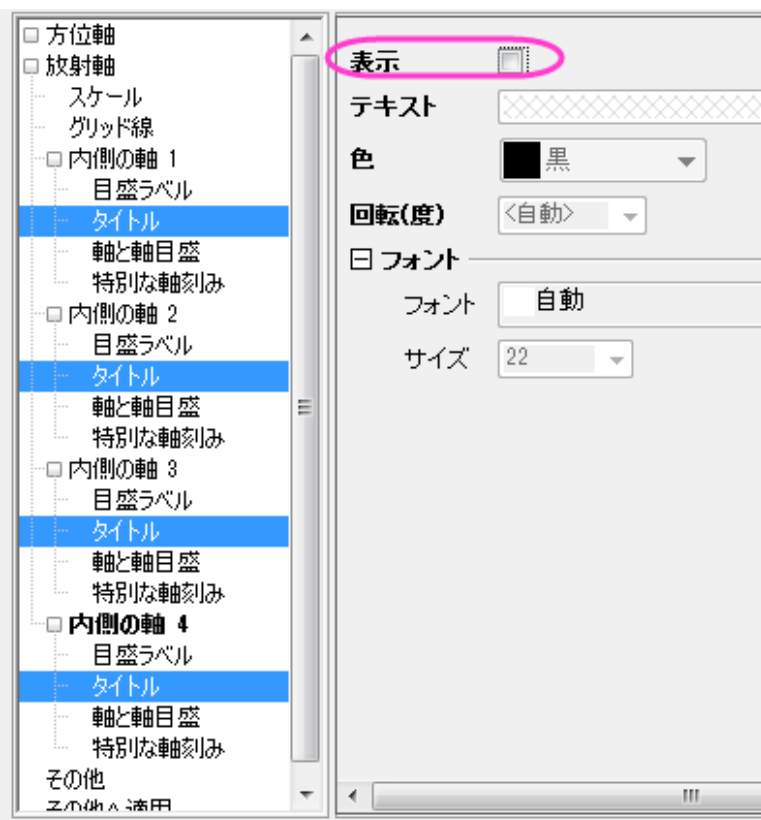 方位軸
放射軸
スケール
グリッド線
内側の軸 1
目盛ラベル
タイトル
軸と軸目盛
特別な軸刻み
内側の軸 2
目盛ラベル
タイトル
軸と軸目盛
特別な軸刻み
内側の軸 3
目盛ラベル
タイトル
軸と軸目盛
特別な軸刻み
内側の軸 4
目盛ラベル
タイトル
軸と軸目盛
特別な軸刻み
その他
その他へ適用
表示
テキスト
色 黒
回転(度) <自動>
フォント
フォント 自動
サイズ 22